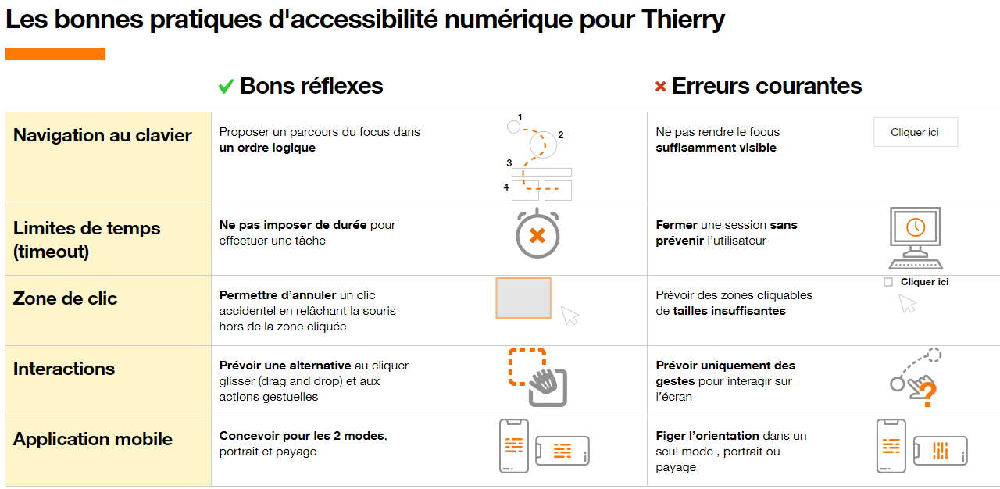 Les bonnes pratiques d'accessibilité numérique pour Thierry
Bons réflexes
Erreurs courantes
Navigation au clavier
Proposer un parcours du focus dans
un ordre logique
1
2
3
4
Ne pas rendre le focus
suffisamment visible
Cliquer ici
Limites de temps
(timeout)
Ne pas imposer de durée pour
effectuer une tâche
Fermer une session sans
prévenir l’utilisateur
Zone de clic
Permettre d’annuler un clic
accidentel en relâchant la souris
hors de la zone cliquée
Prévoir des zones cliquables
de tailles insuffisantes
Cliquer ici
Interactions
Prévoir une alternative au cliquer-
glisser (drag and drop) et aux
actions gestuelles
Prévoir uniquement des
gestes pour interagir sur
l’écran
?
Application mobile
Concevoir pour les 2 modes,
portrait et payage
Figer l’orientation dans un
seul mode , portrait ou
payage